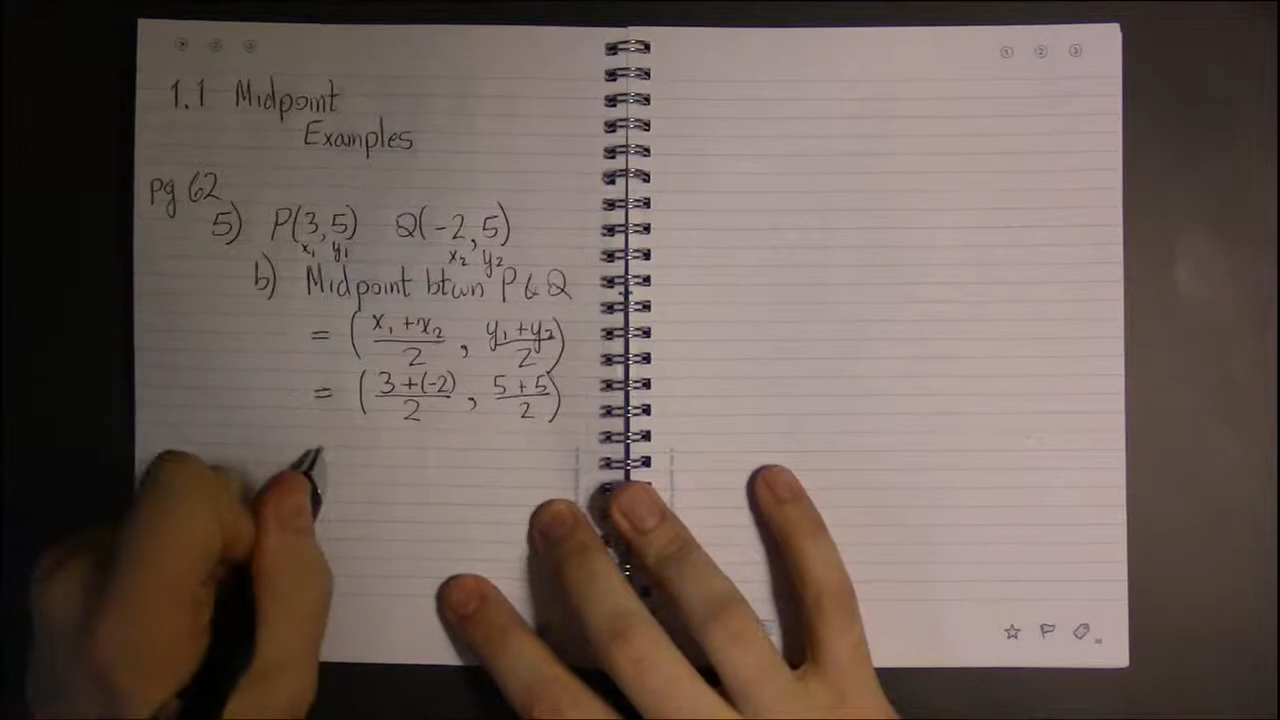 1.1 Midpoint
Examples
pg 62
5) P(3,5) Q(-2,5)
x₁ y₁ x₂ y₂
b) Midpoint btwn P & Q
= (x₁+x₂/2, y₁+y₂/2)
= (3+(-2)/2, 5+5/2)